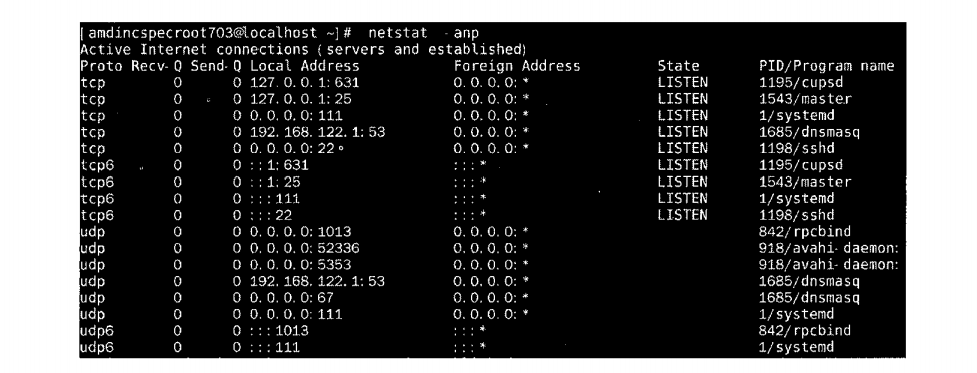 [amdincspecroot703@localhost ~]# netstat -anp
Active Internet connections (servers and established)
Proto Recv-Q Send-Q Local Address Foreign Address State PID/Program name
tcp 0 0 127.0.0.1:631 0.0.0.0:* LISTEN 1195/cupsd
tcp 0 0 127.0.0.1:25 0.0.0.0:* LISTEN 1543/master
tcp 0 0 0.0.0.0:111 0.0.0.0:* LISTEN 1/systemd
tcp 0 0 192.168.122.1:53 0.0.0.0:* LISTEN 1685/dnsmasq
tcp 0 0 0.0.0.0:22 0.0.0.0:* LISTEN 1198/sshd
tcp6 0 0 ::1:631 :::* LISTEN 1195/cupsd
tcp6 0 0 ::1:25 :::* LISTEN 1543/master
tcp6 0 0 :::111 :::* LISTEN 1/systemd
tcp6 0 0 :::22 :::* LISTEN 1198/sshd
udp 0 0 0.0.0.0:1013 0.0.0.0:* 842/rpcbind
udp 0 0 0.0.0.0:52336 0.0.0.0:* 918/avahi-daemon:
udp 0 0 0.0.0.0:5353 0.0.0.0:* 918/avahi-daemon:
udp 0 0 192.168.122.1:53 0.0.0.0:* 1685/dnsmasq
udp 0 0 0.0.0.0:67 0.0.0.0:* 1685/dnsmasq
udp 0 0 0.0.0.0:111 0.0.0.0:* 1/systemd
udp6 0 0 :::1013 :::* 842/rpcbind
udp6 0 0 :::111 :::* 1/systemd